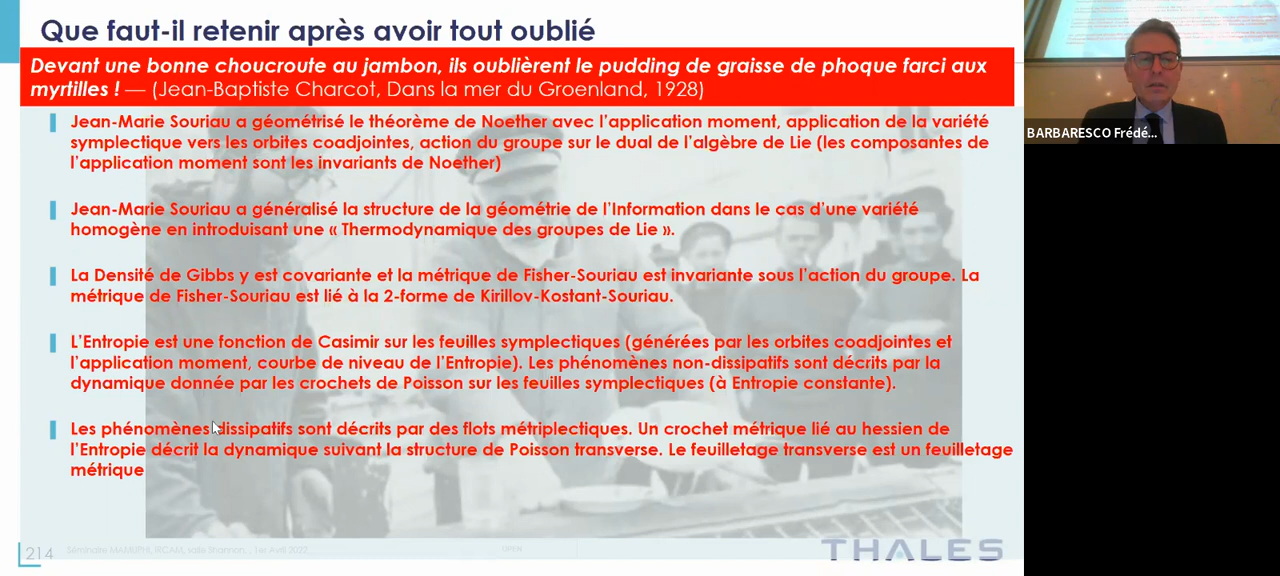 Que faut-il retenir après avoir tout oublié
Devant une bonne choucroute au jambon, ils oublièrent le pudding de graisse de phoque farci aux
myrtilles ! — (Jean-Baptiste Charcot, Dans la mer du Groenland, 1928)
Jean-Marie Souriau a géométrisé le théorème de Noether avec l'application moment, application de la variété
symplectique vers les orbites coadjointes, action du groupe sur le dual de l'algèbre de Lie (les composantes de
l'application moment sont les invariants de Noether)
Jean-Marie Souriau a généralisé la structure de la géométrie de l'Information dans le cas d'une variété
homogène en introduisant une « Thermodynamique des groupes de Lie ».
La Densité de Gibbs y est covariante et la métrique de Fisher-Souriau est invariante sous l'action du groupe. La
métrique de Fisher-Souriau est lié à la 2-forme de Kirillov-Kostant-Souriau.
L'Entropie est une fonction de Casimir sur les feuilles symplectiques (générées par les orbites coadjointes et
l'application moment, courbe de niveau de l'Entropie). Les phénomènes non-dissipatifs sont décrits par la
dynamique donnée par les crochets de Poisson sur les feuilles symplectiques (à Entropie constante).
Les phénomènes dissipatifs sont décrits par des flots métriplectiques. Un crochet métrique lié au hessien de
l'Entropie décrit la dynamique suivant la structure de Poisson transverse. Le feuilletage transverse est un feuilletage
métrique
214
Séminaire MAMUPHI, IRCAM, salle Shannon, , 1er Avril 2022
OPEN
THALES
BARBARESCO Frédé...